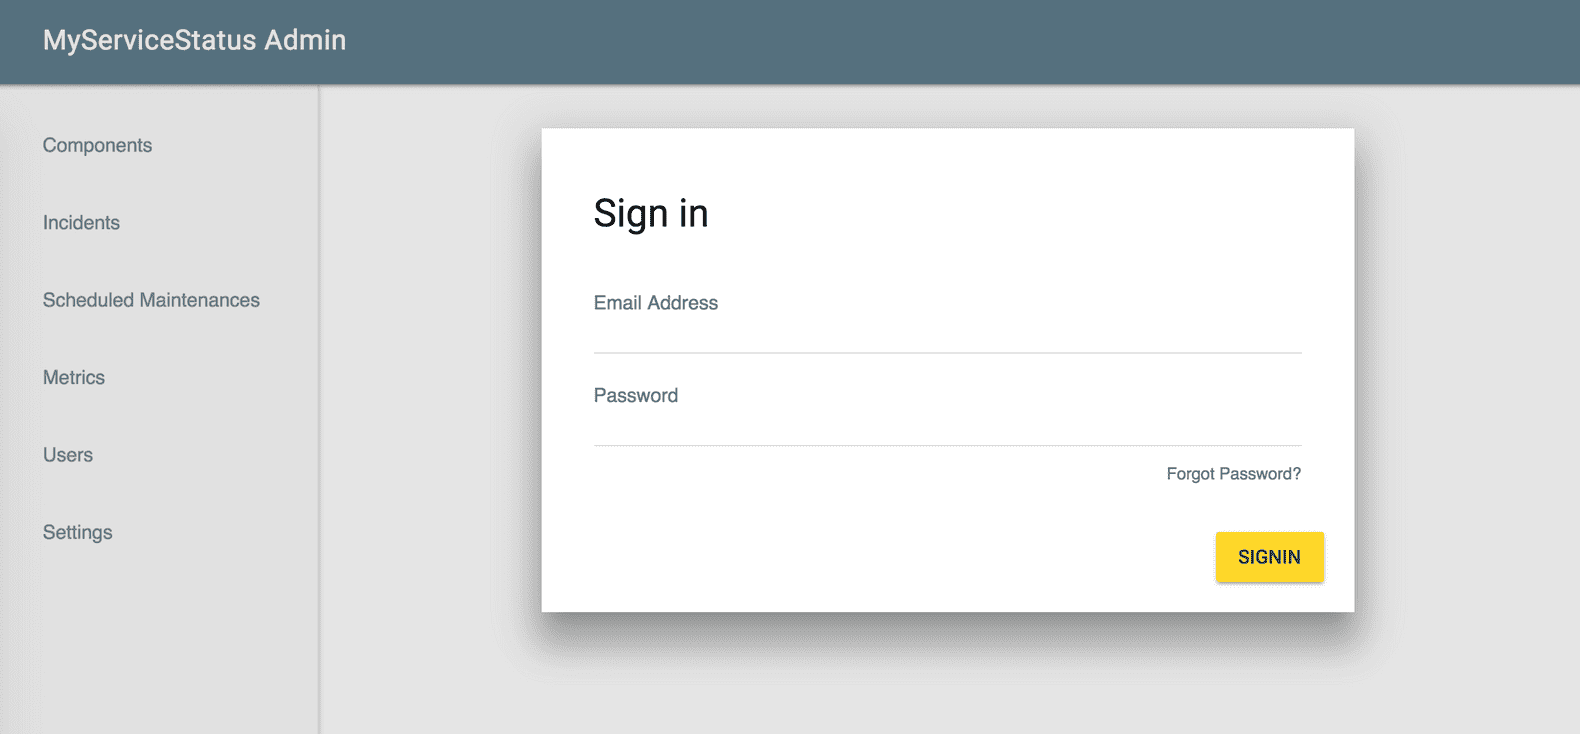 MyServiceStatus Admin
Components
Incidents
Scheduled Maintenances
Metrics
Users
Settings
Sign in
Email Address
Password
Forgot Password?
SIGNIN